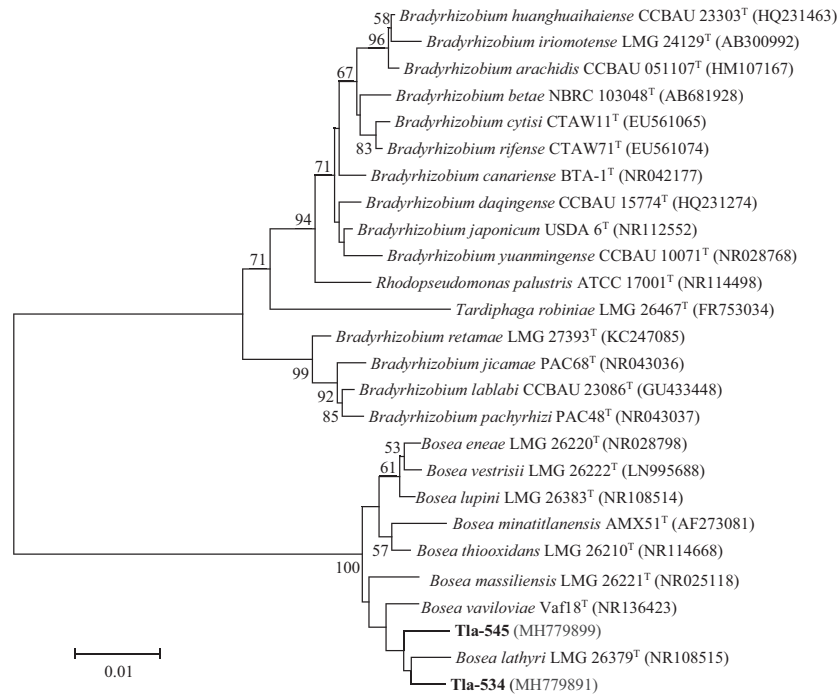 58
Bradyrhizobium huanghuaihaiense CCBAU 23303ᵀ (HQ231463)
96
Bradyrhizobium iriomotense LMG 24129ᵀ (AB300992)
Bradyrhizobium arachidis CCBAU 051107ᵀ (HM107167)
67
Bradyrhizobium betae NBRC 103048ᵀ (AB681928)
Bradyrhizobium cytisi CTAW11ᵀ (EU561065)
83
Bradyrhizobium rifense CTAW71ᵀ (EU561074)
71
Bradyrhizobium canariense BTA-1ᵀ (NR042177)
Bradyrhizobium daqingense CCBAU 15774ᵀ (HQ231274)
94
Bradyrhizobium japonicum USDA 6ᵀ (NR112552)
Bradyrhizobium yuanmingense CCBAU 10071ᵀ (NR028768)
71
Rhodopseudomonas palustris ATCC 17001ᵀ (NR114498)
Tardiphaga robiniae LMG 26467ᵀ (FR753034)
Bradyrhizobium retamae LMG 27393ᵀ (KC247085)
99
Bradyrhizobium jicamae PAC68ᵀ (NR043036)
92
Bradyrhizobium lablabi CCBAU 23086ᵀ (GU433448)
85
Bradyrhizobium pachyrhizi PAC48ᵀ (NR043037)
53
Bosea eneae LMG 26220ᵀ (NR028798)
61
Bosea vestrisii LMG 26222ᵀ (LN995688)
Bosea lupini LMG 26383ᵀ (NR108514)
Bosea minatitlanensis AMX51ᵀ (AF273081)
57
Bosea thiooxidans LMG 26210ᵀ (NR114668)
100
Bosea massiliensis LMG 26221ᵀ (NR025118)
Bosea vaviloviae Vaf18ᵀ (NR136423)
Tla-545 (MH779899)
Bosea lathyri LMG 26379ᵀ (NR108515)
Tla-534 (MH779891)
0.01